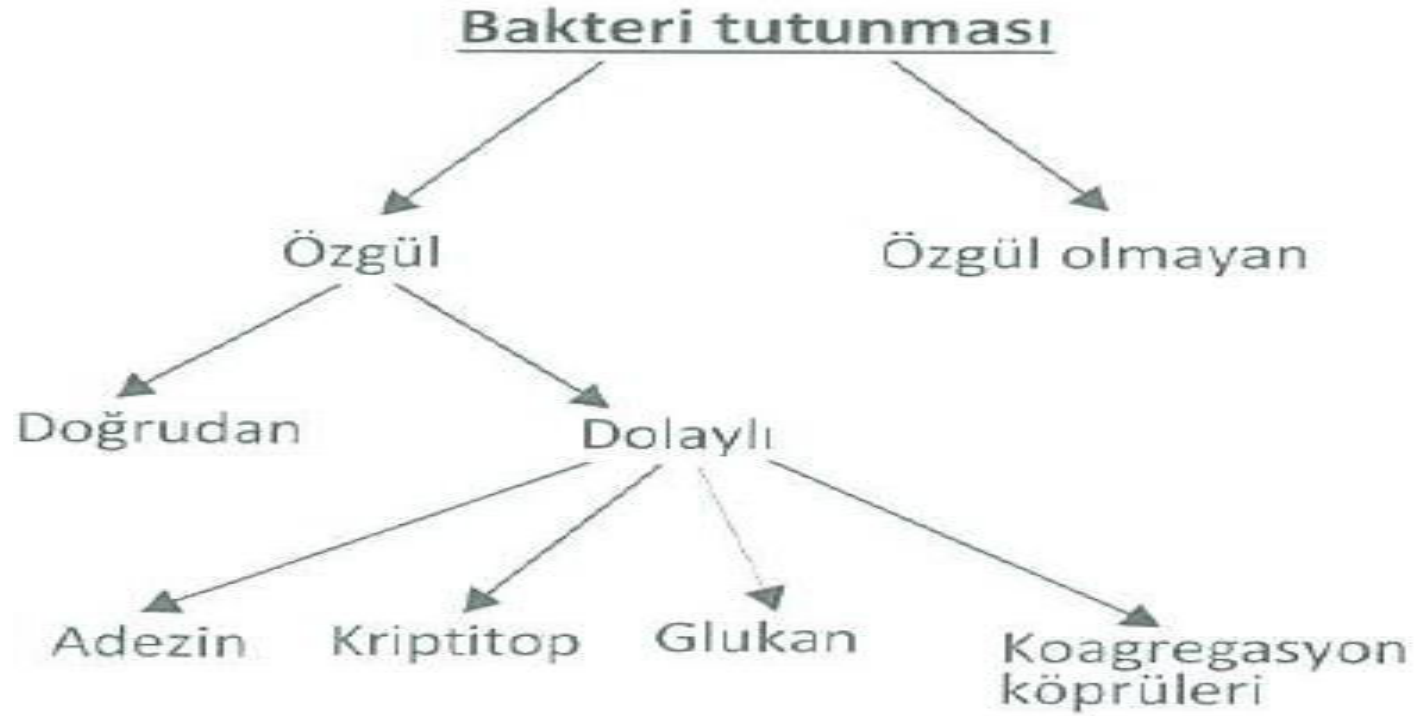 Bakteri tutunması
Özgül
Özgül olmayan
Doğrudan
Dolaylı
Adezin
Kriptitop
Glukan
Koagregasyon
köprüleri